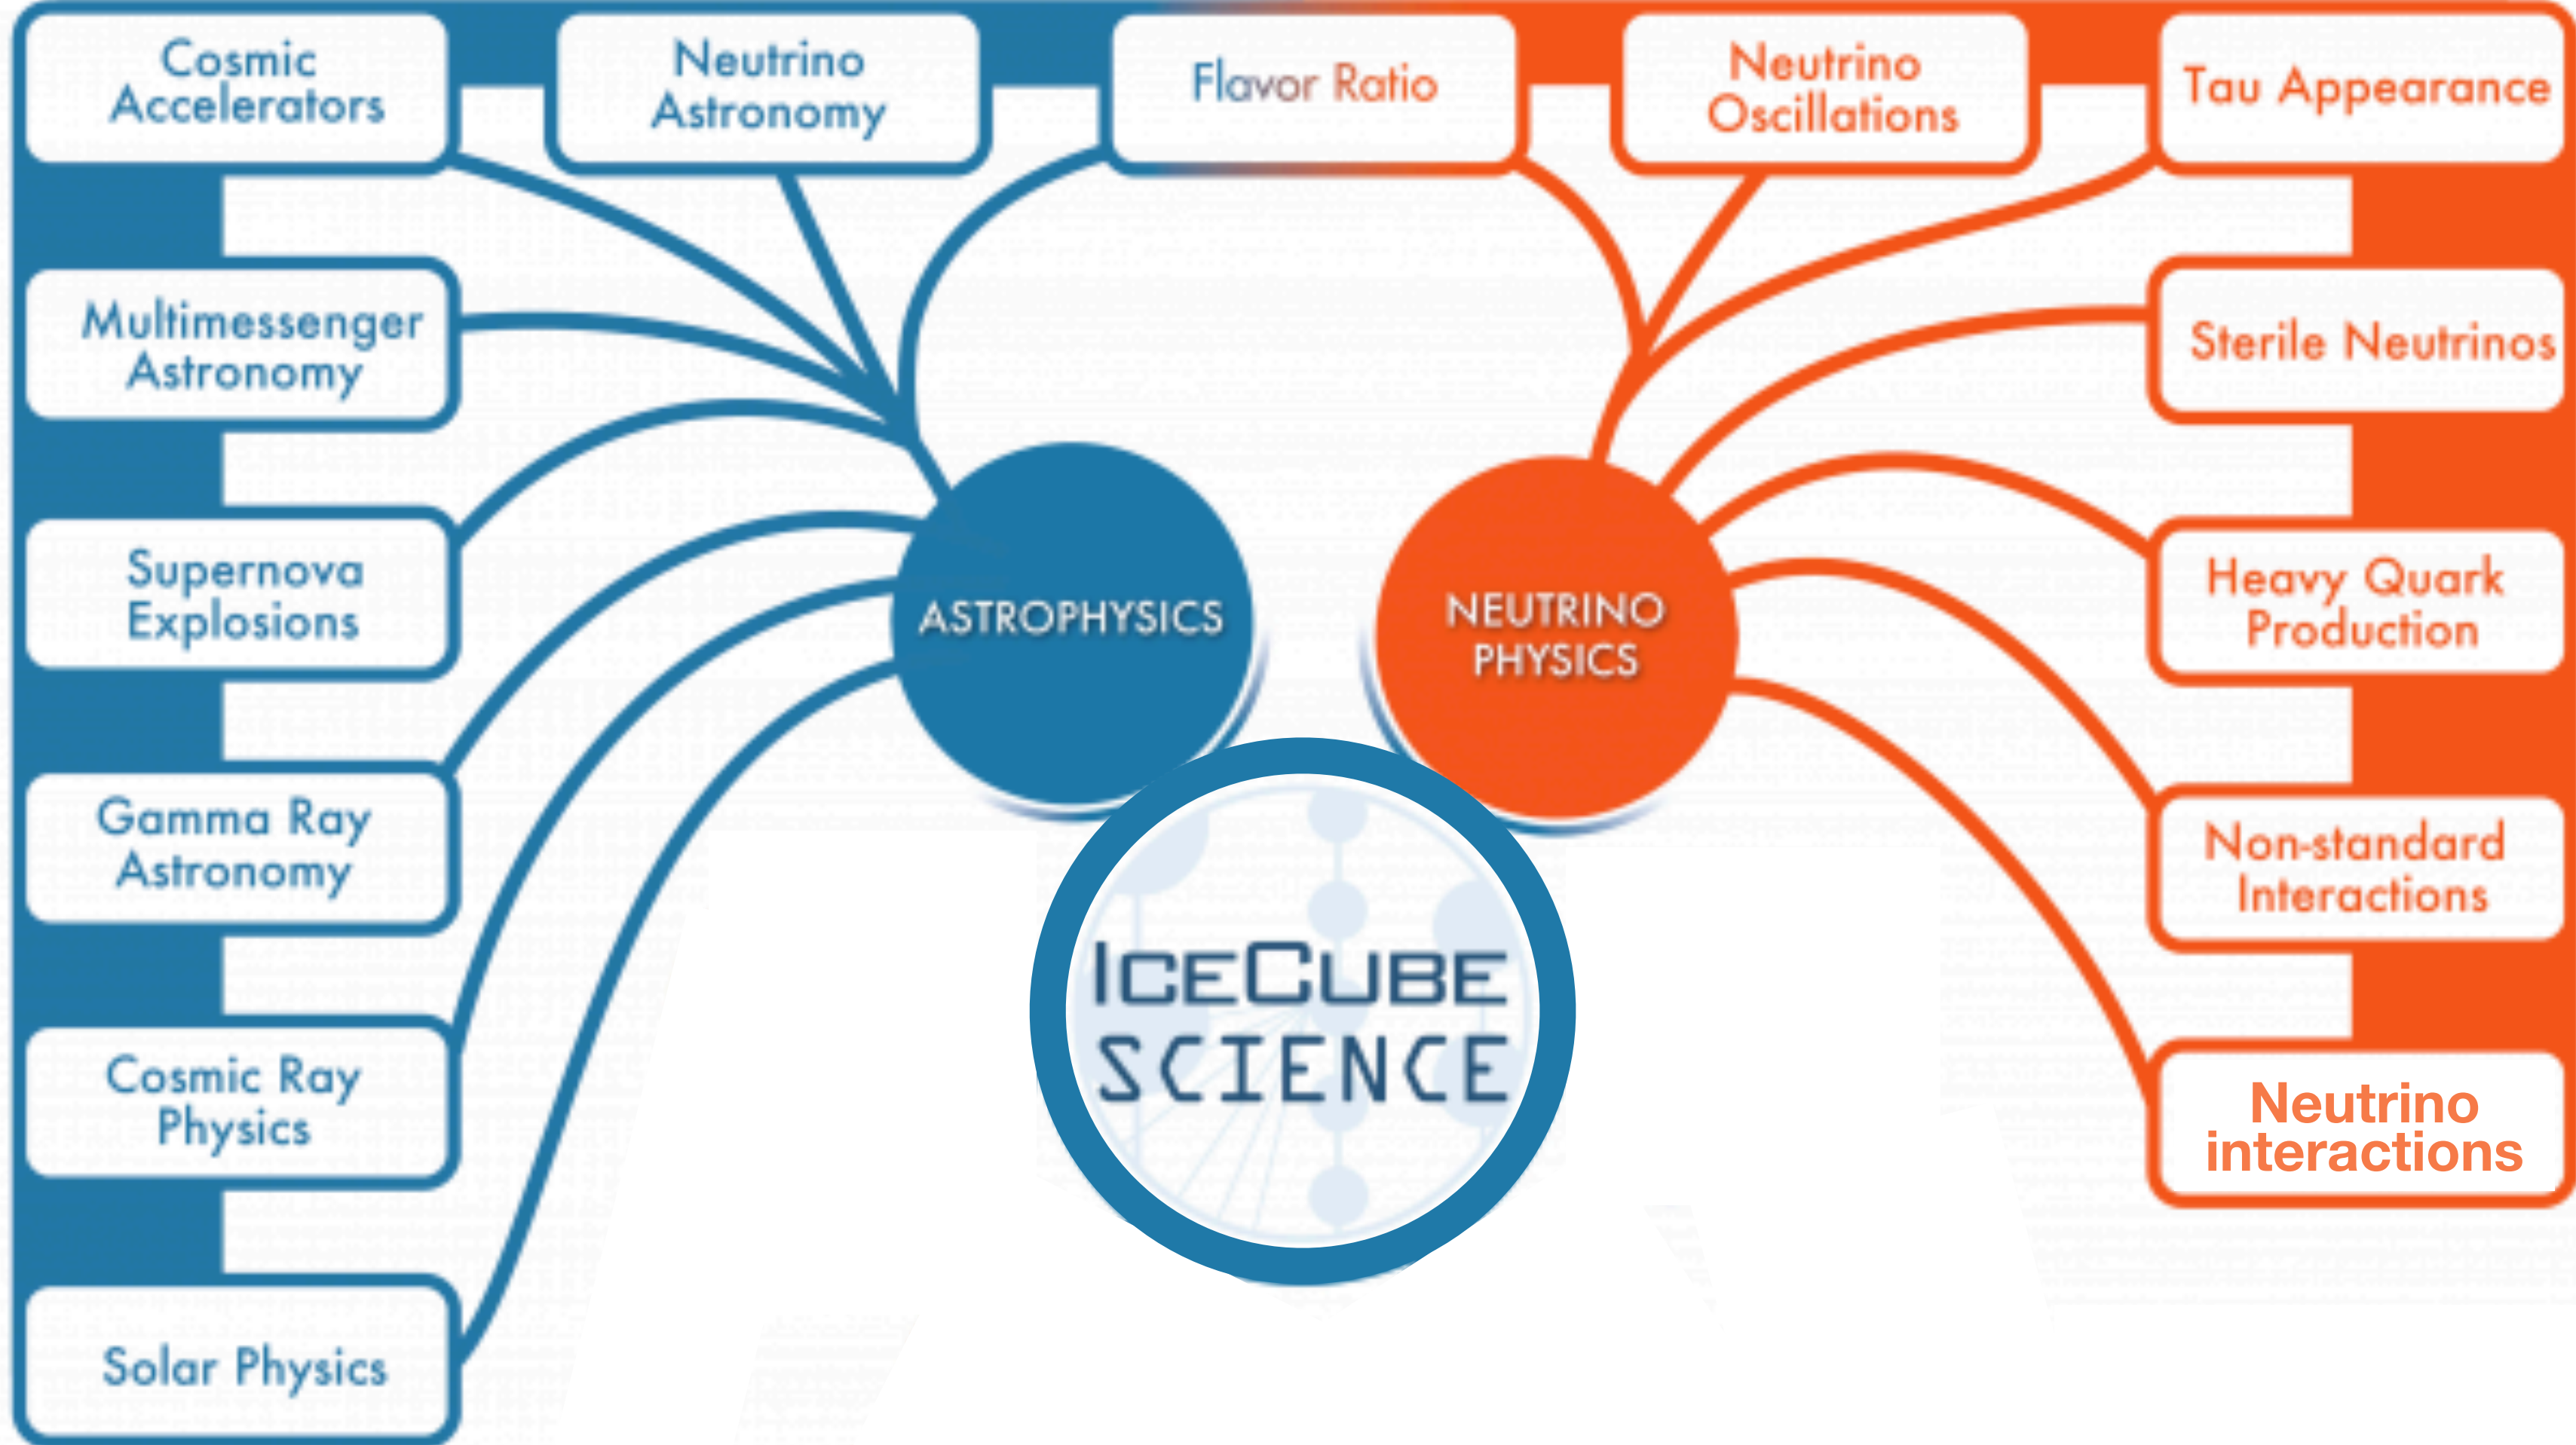 Cosmic
Accelerators
Neutrino
Astronomy
Flavor Ratio
Neutrino
Oscillations
Tau Appearance
Multimessenger
Astronomy
Sterile Neutrinos
Supernova
Explosions
ASTROPHYSICS
NEUTRINO
PHYSICS
Heavy Quark
Production
Gamma Ray
Astronomy
Non-standard
Interactions
ICECUBE
SCIENCE
Cosmic Ray
Physics
Neutrino
interactions
Solar Physics